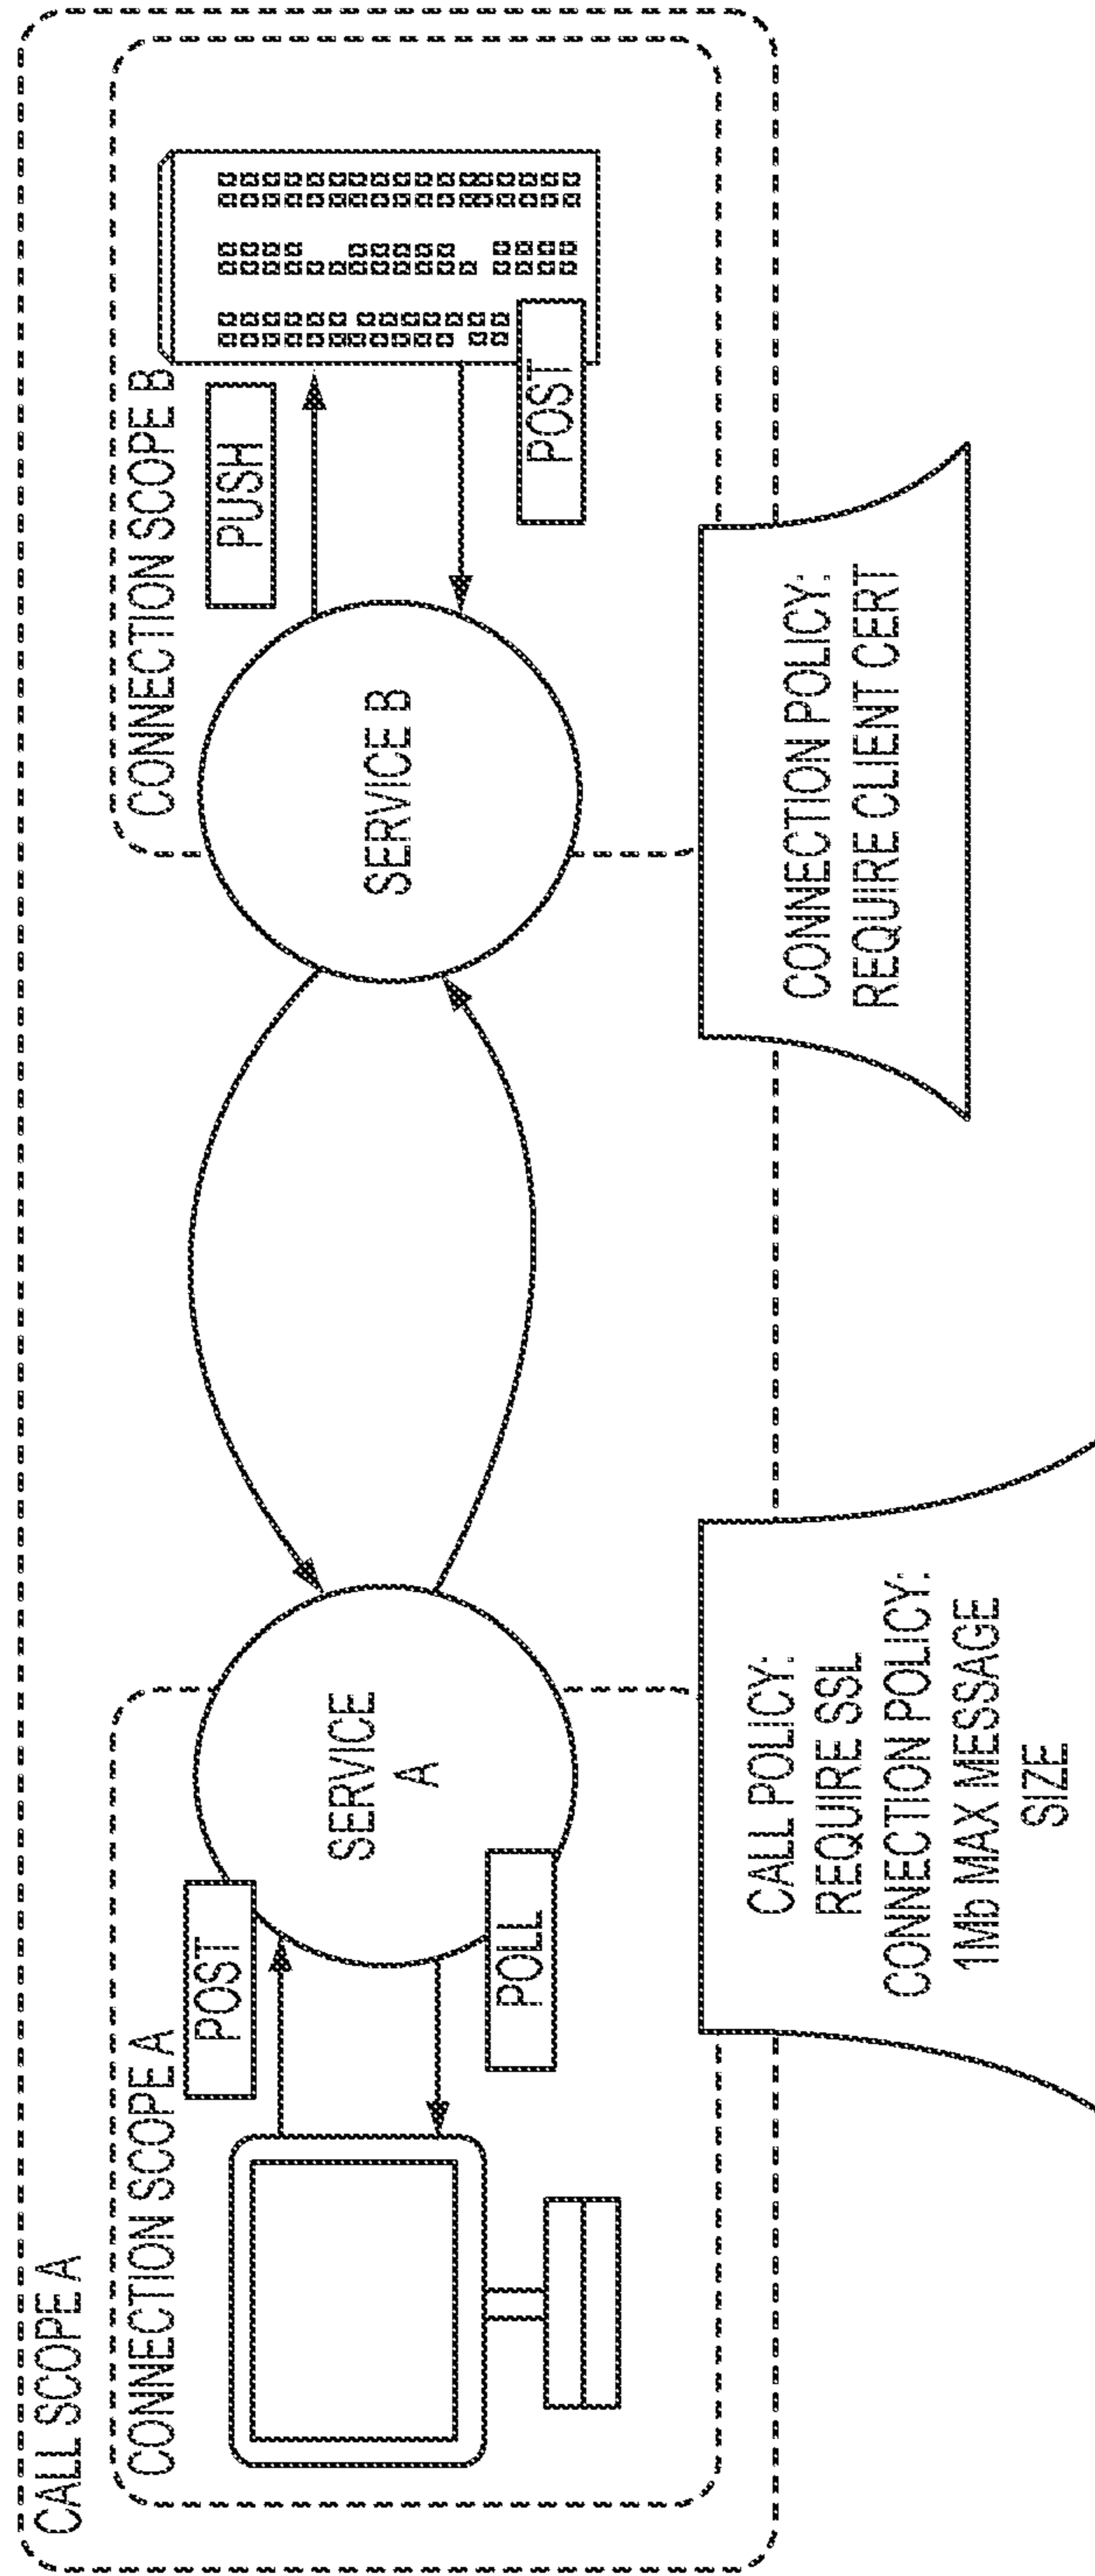 CALL SCOPE A
CONNECTION SCOPE A
POST
POLL
SERVICE
A
CONNECTION SCOPE B
SERVICE B
PUSH
POST
CALL POLICY:
REQUIRE SSL
CONNECTION POLICY:
1Mb MAX MESSAGE
SIZE
CONNECTION POLICY:
REQUIRE CLIENT CERT